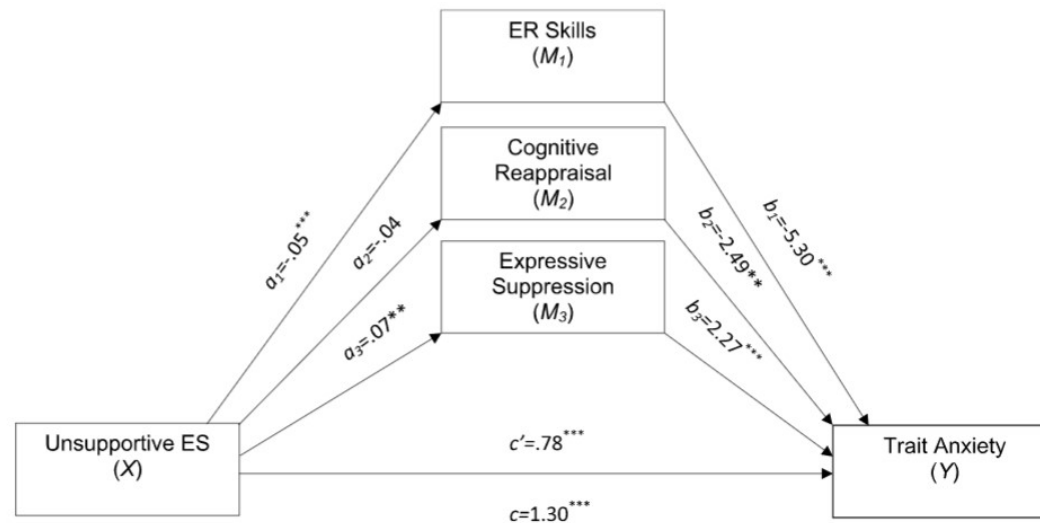 ER Skills
(M₁)
Cognitive
Reappraisal
(M₂)
Expressive
Suppression
(M₃)
a₁=-.05***
a₂=-.04
a₃=.07**
b₁=-5.30***
b₂=-2.49**
b₃=2.27***
Unsupportive ES
(X)
c’=.78***
Trait Anxiety
(Y)
c=1.30***